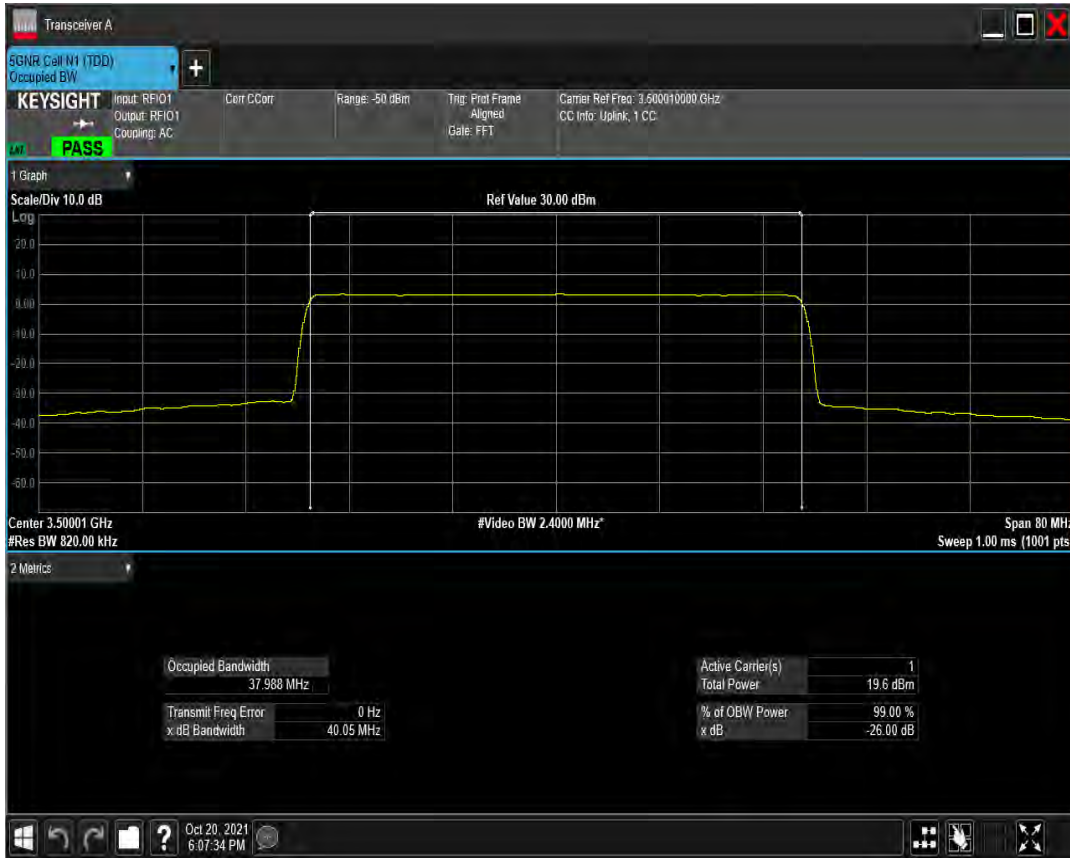 Transceiver A
5GNR Cell N1 (TDD)
Occupied BW
+
KEYSIGHT
Input: RFIO1
Output: RFIO1
Coupling: AC
Corr CCorr
Range: -50 dBm
Trig: Prot Frame
Aligned
Gate: FFT
Carrier Ref Freq: 3.500010000 GHz
CC Info: Uplink, 1 CC
PASS
1 Graph
Scale/Div 10.0 dB
Ref Value 30.00 dBm
Log
20.0
10.0
0.00
-10.0
-20.0
-30.0
-40.0
-50.0
-60.0
Center 3.50001 GHz
#Video BW 2.4000 MHz*
Span 80 MHz
#Res BW 820.00 kHz
Sweep 1.00 ms (1001 pts
2 Metrics
Occupied Bandwidth
37.988 MHz
Transmit Freq Error 0 Hz
x dB Bandwidth 40.05 MHz
Active Carrier(s) 1
Total Power 19.6 dBm
% of OBW Power 99.00 %
x dB -26.00 dB
?
Oct 20, 2021
6:07:34 PM